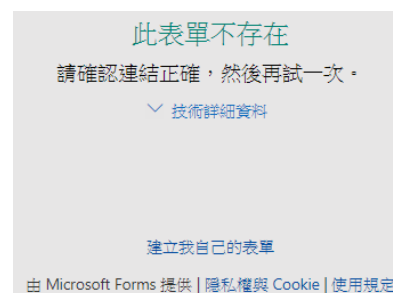 此表單不存在
請確認連結正確，然後再試一次。
技術詳細資料
建立我自己的表單
由 Microsoft Forms 提供 | 隱私權與 Cookie | 使用規定